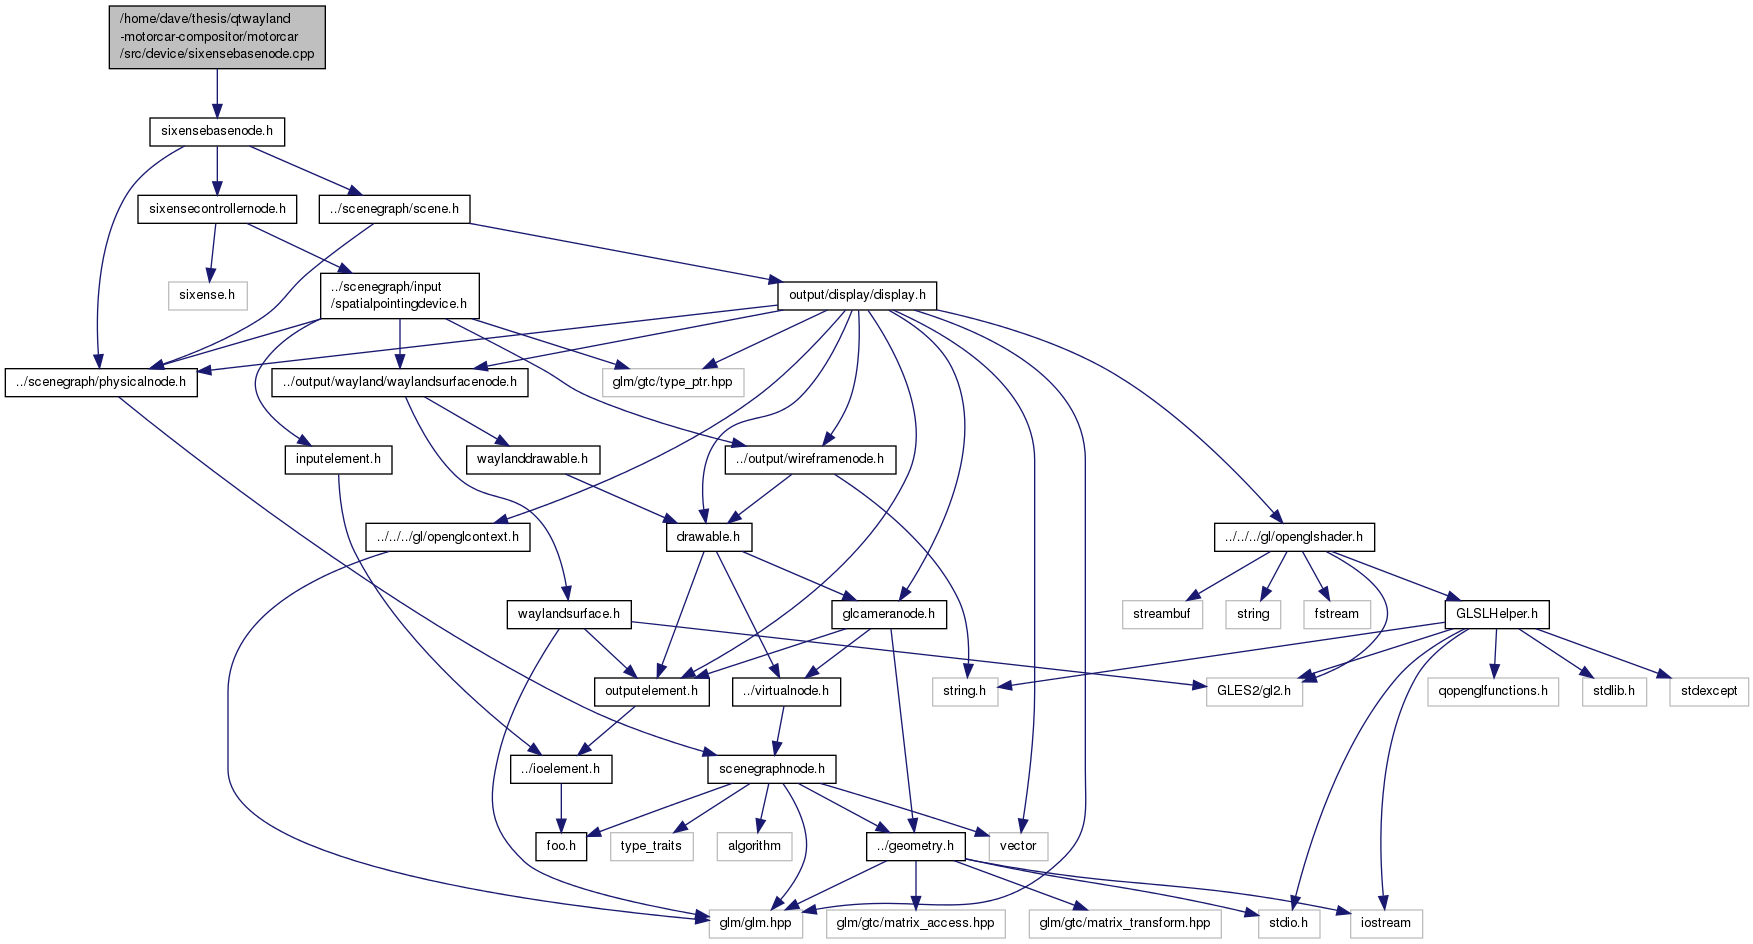 /home/dave/thesis/qtwayland
-motorcar-compositor/motorcar
/src/device/sixensebasenode.cpp
sixensebasenode.h
sixensecontrollernode.h
../scenegraph/scene.h
sixense.h
../scenegraph/input
/spatialpointingdevice.h
output/display/display.h
../scenegraph/physicalnode.h
../output/wayland/waylandsurfacenode.h
glm/gtc/type_ptr.hpp
inputelement.h
waylanddrawable.h
../output/wireframenode.h
../../../gl/openglcontext.h
drawable.h
../../../gl/openglshader.h
waylandsurface.h
glcameranode.h
streambuf
string
fstream
GLSLHelper.h
outputelement.h
../virtualnode.h
string.h
GLES2/gl2.h
qopenglfunctions.h
stdlib.h
stdexcept
../ioelement.h
scenegraphnode.h
foo.h
type_traits
algorithm
../geometry.h
vector
glm/glm.hpp
glm/gtc/matrix_access.hpp
glm/gtc/matrix_transform.hpp
stdio.h
iostream